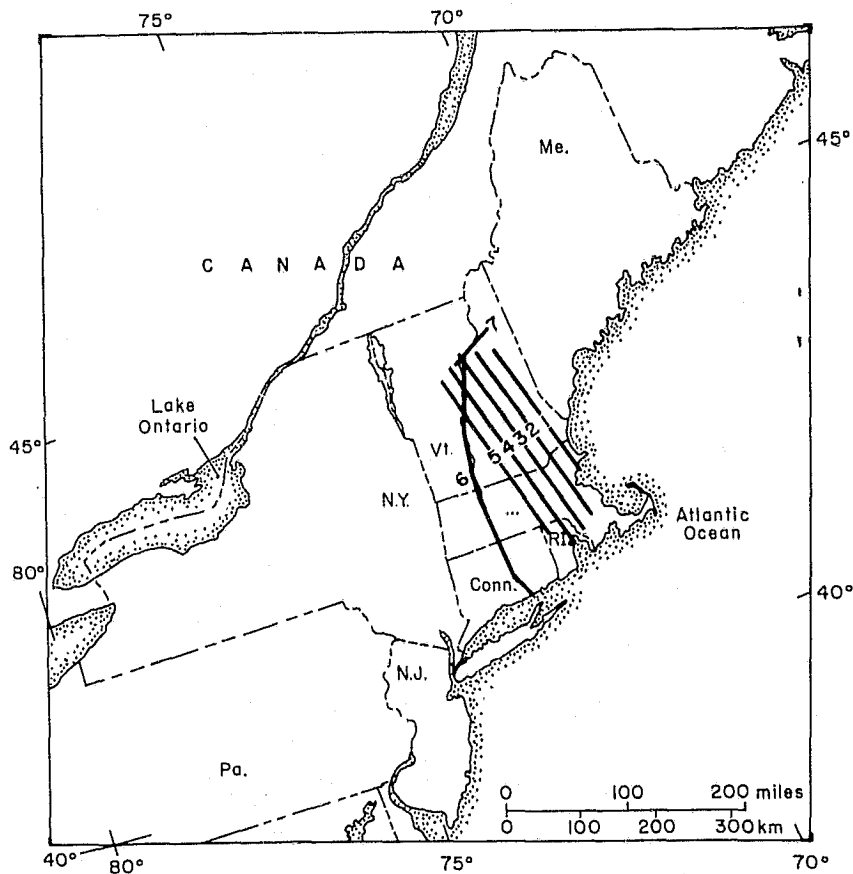 75° 70°
45°
Me.
C A N A D A
7
Lake
Ontario
45°
Vt.
5 4 3 2
6
N.Y.
...
Atlantic
Ocean
R.I.
80°
Conn.
40°
N.J.
Pa.
0 100 200 miles
0 100 200 300 km
40° 80° 75° 70°